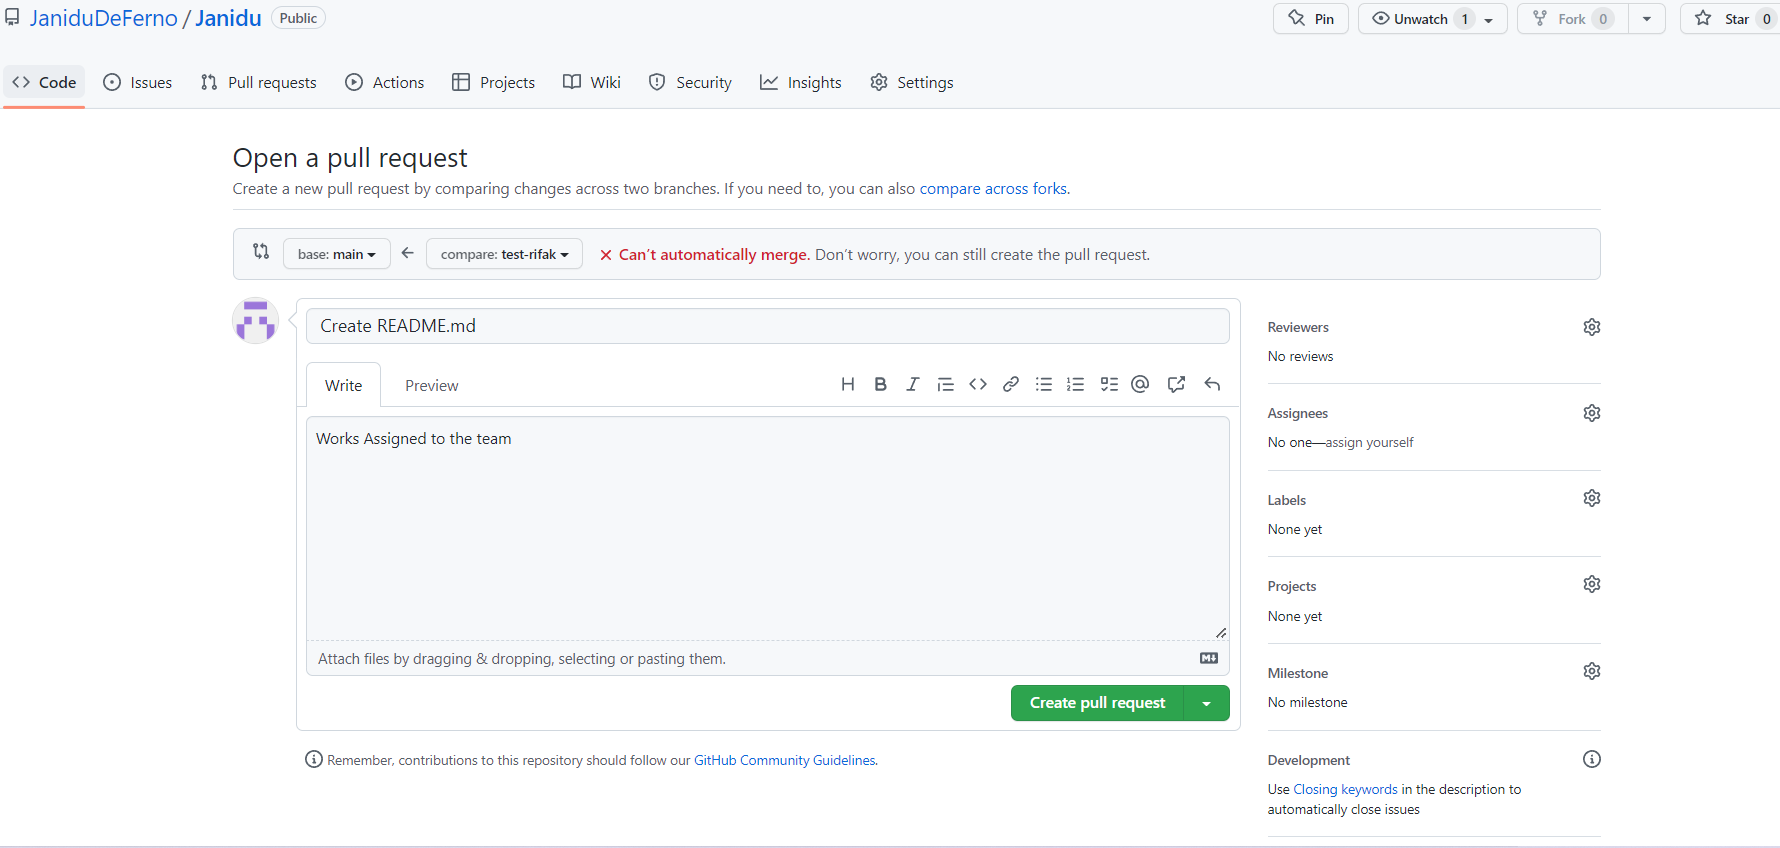 JaniduDeFerno / Janidu Public
Pin Unwatch 1 Fork 0 Star 0
Code Issues Pull requests Actions Projects Wiki Security Insights Settings
Open a pull request
Create a new pull request by comparing changes across two branches. If you need to, you can also compare across forks.
base: main compare: test-rifak Can't automatically merge. Don't worry, you can still create the pull request.
Create README.md
Write Preview
Works Assigned to the team
Attach files by dragging & dropping, selecting or pasting them.
Create pull request
Remember, contributions to this repository should follow our GitHub Community Guidelines.
Reviewers
No reviews
Assignees
No one—assign yourself
Labels
None yet
Projects
None yet
Milestone
No milestone
Development
Use Closing keywords in the description to
automatically close issues